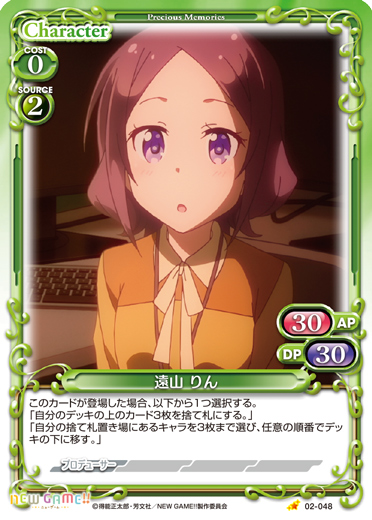 Precious Memories
Character
COST
0
SOURCE
2
30 AP
DP 30
遠山 りん
このカードが登場した場合、以下から1つ選択する。
「自分のデッキの上のカード3枚を捨て札にする。」
「自分の捨て札置き場にあるキャラを3枚まで選び、任意の順番でデッ
キの下に移す。」
プロデューサー
NEW GAME!!
©得能正太郎・芳文社/NEW GAME!!製作委員会
02-048